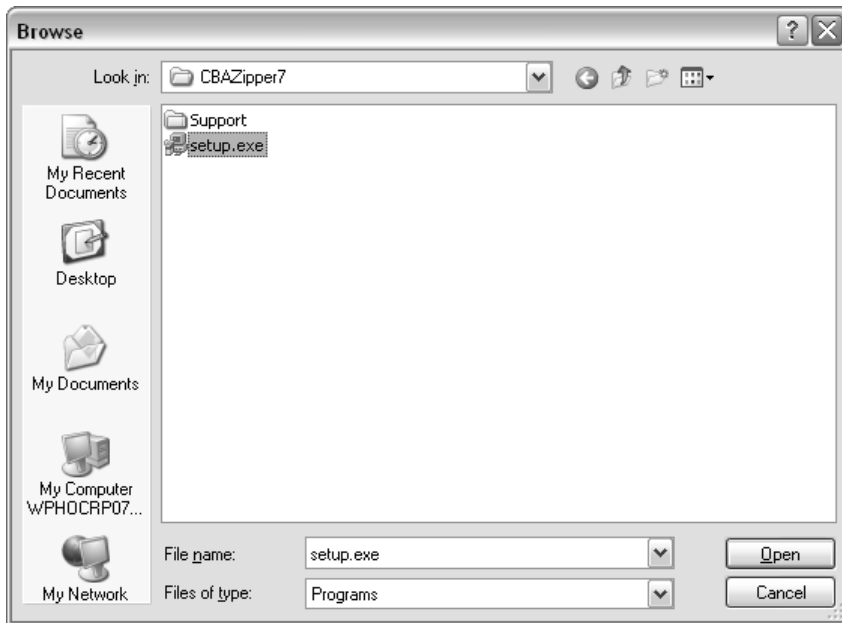 Browse
Look in: CBAZipper7
My Recent
Documents
Desktop
My Documents
My Computer
WPHOCRP07...
My Network
Support
setup.exe
File name: setup.exe Open
Files of type: Programs Cancel